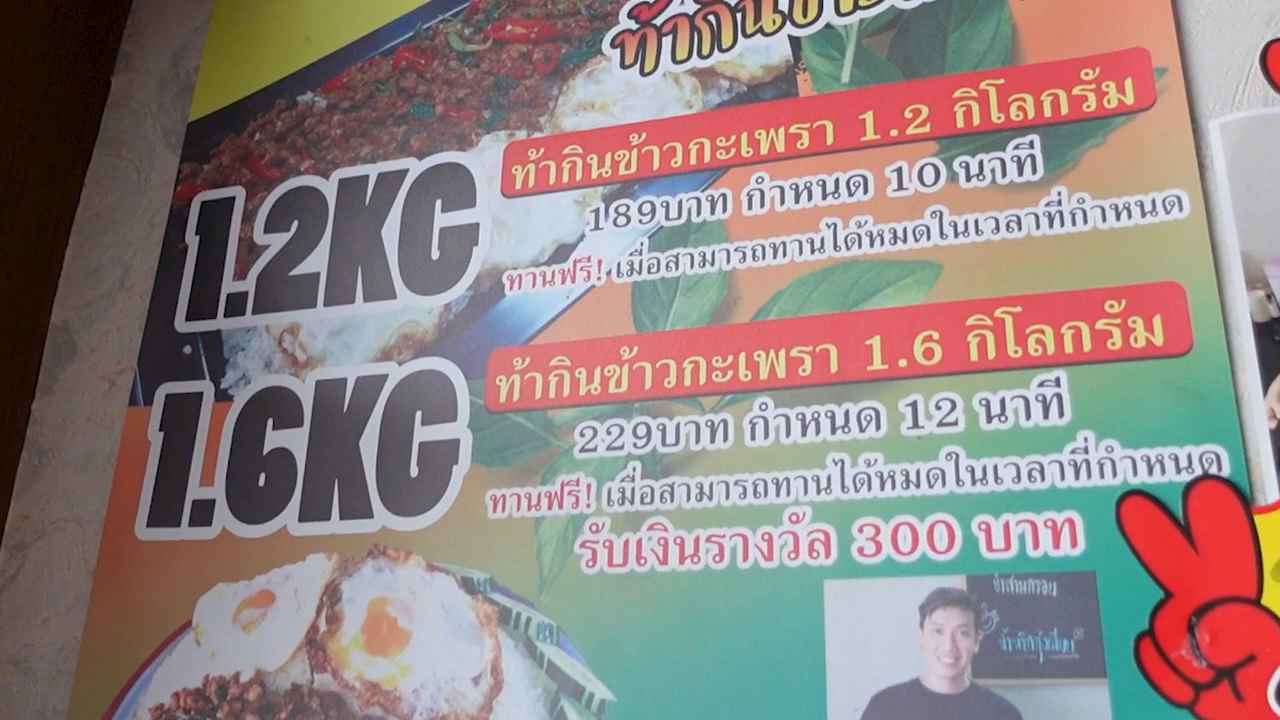 ท้ากิน
ท้ากินข้าวกะเพรา 1.2 กิโลกรัม
1.2KG
189บาท กำหนด 10 นาที
ทานฟรี! เมื่อสามารถทานได้หมดในเวลาที่กำหนด
ท้ากินข้าวกะเพรา 1.6 กิโลกรัม
1.6KG
229บาท กำหนด 12 นาที
ทานฟรี! เมื่อสามารถทานได้หมดในเวลาที่กำหนด
รับเงินรางวัล 300 บาท